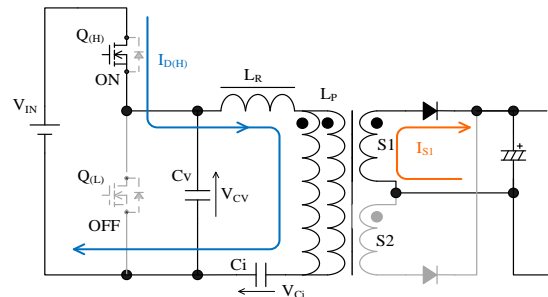 Q(H)
ID(H)
ON
LR
LP
VIN
S1
IS1
Q(L)
Cv
VCV
OFF
S2
Ci
VCi
+